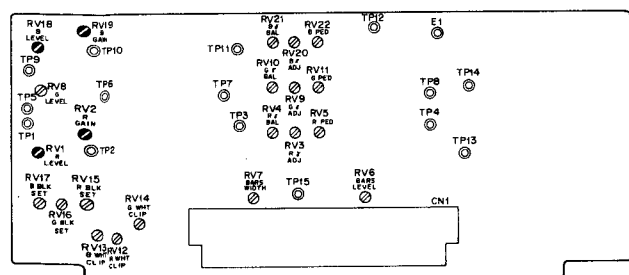 RV18
B
LEVEL
RV19
B
GAIN
TP10
TP9
RV8
G
LEVEL
TP6
TP5
TP1
RV2
R
GAIN
RV1
R
LEVEL
TP2
RV17
B BLK
SET
RV16
G BLK
SET
RV15
R BLK
SET
RV14
G WHT
CLIP
RV13
B WHT
CLIP
RV12
R WHT
CLIP
RV21
BAL
RV22
B PED
RV20
ADJ
TP11
TP12
E1
RV10
BAL
RV11
G PED
RV9
ADJ
TP7
TP8
TP14
RV4
BAL
RV5
R PED
RV3
ADJ
TP3
TP4
TP13
RV7
BARS
WIDTH
TP15
RV6
BARS
LEVEL
CN1